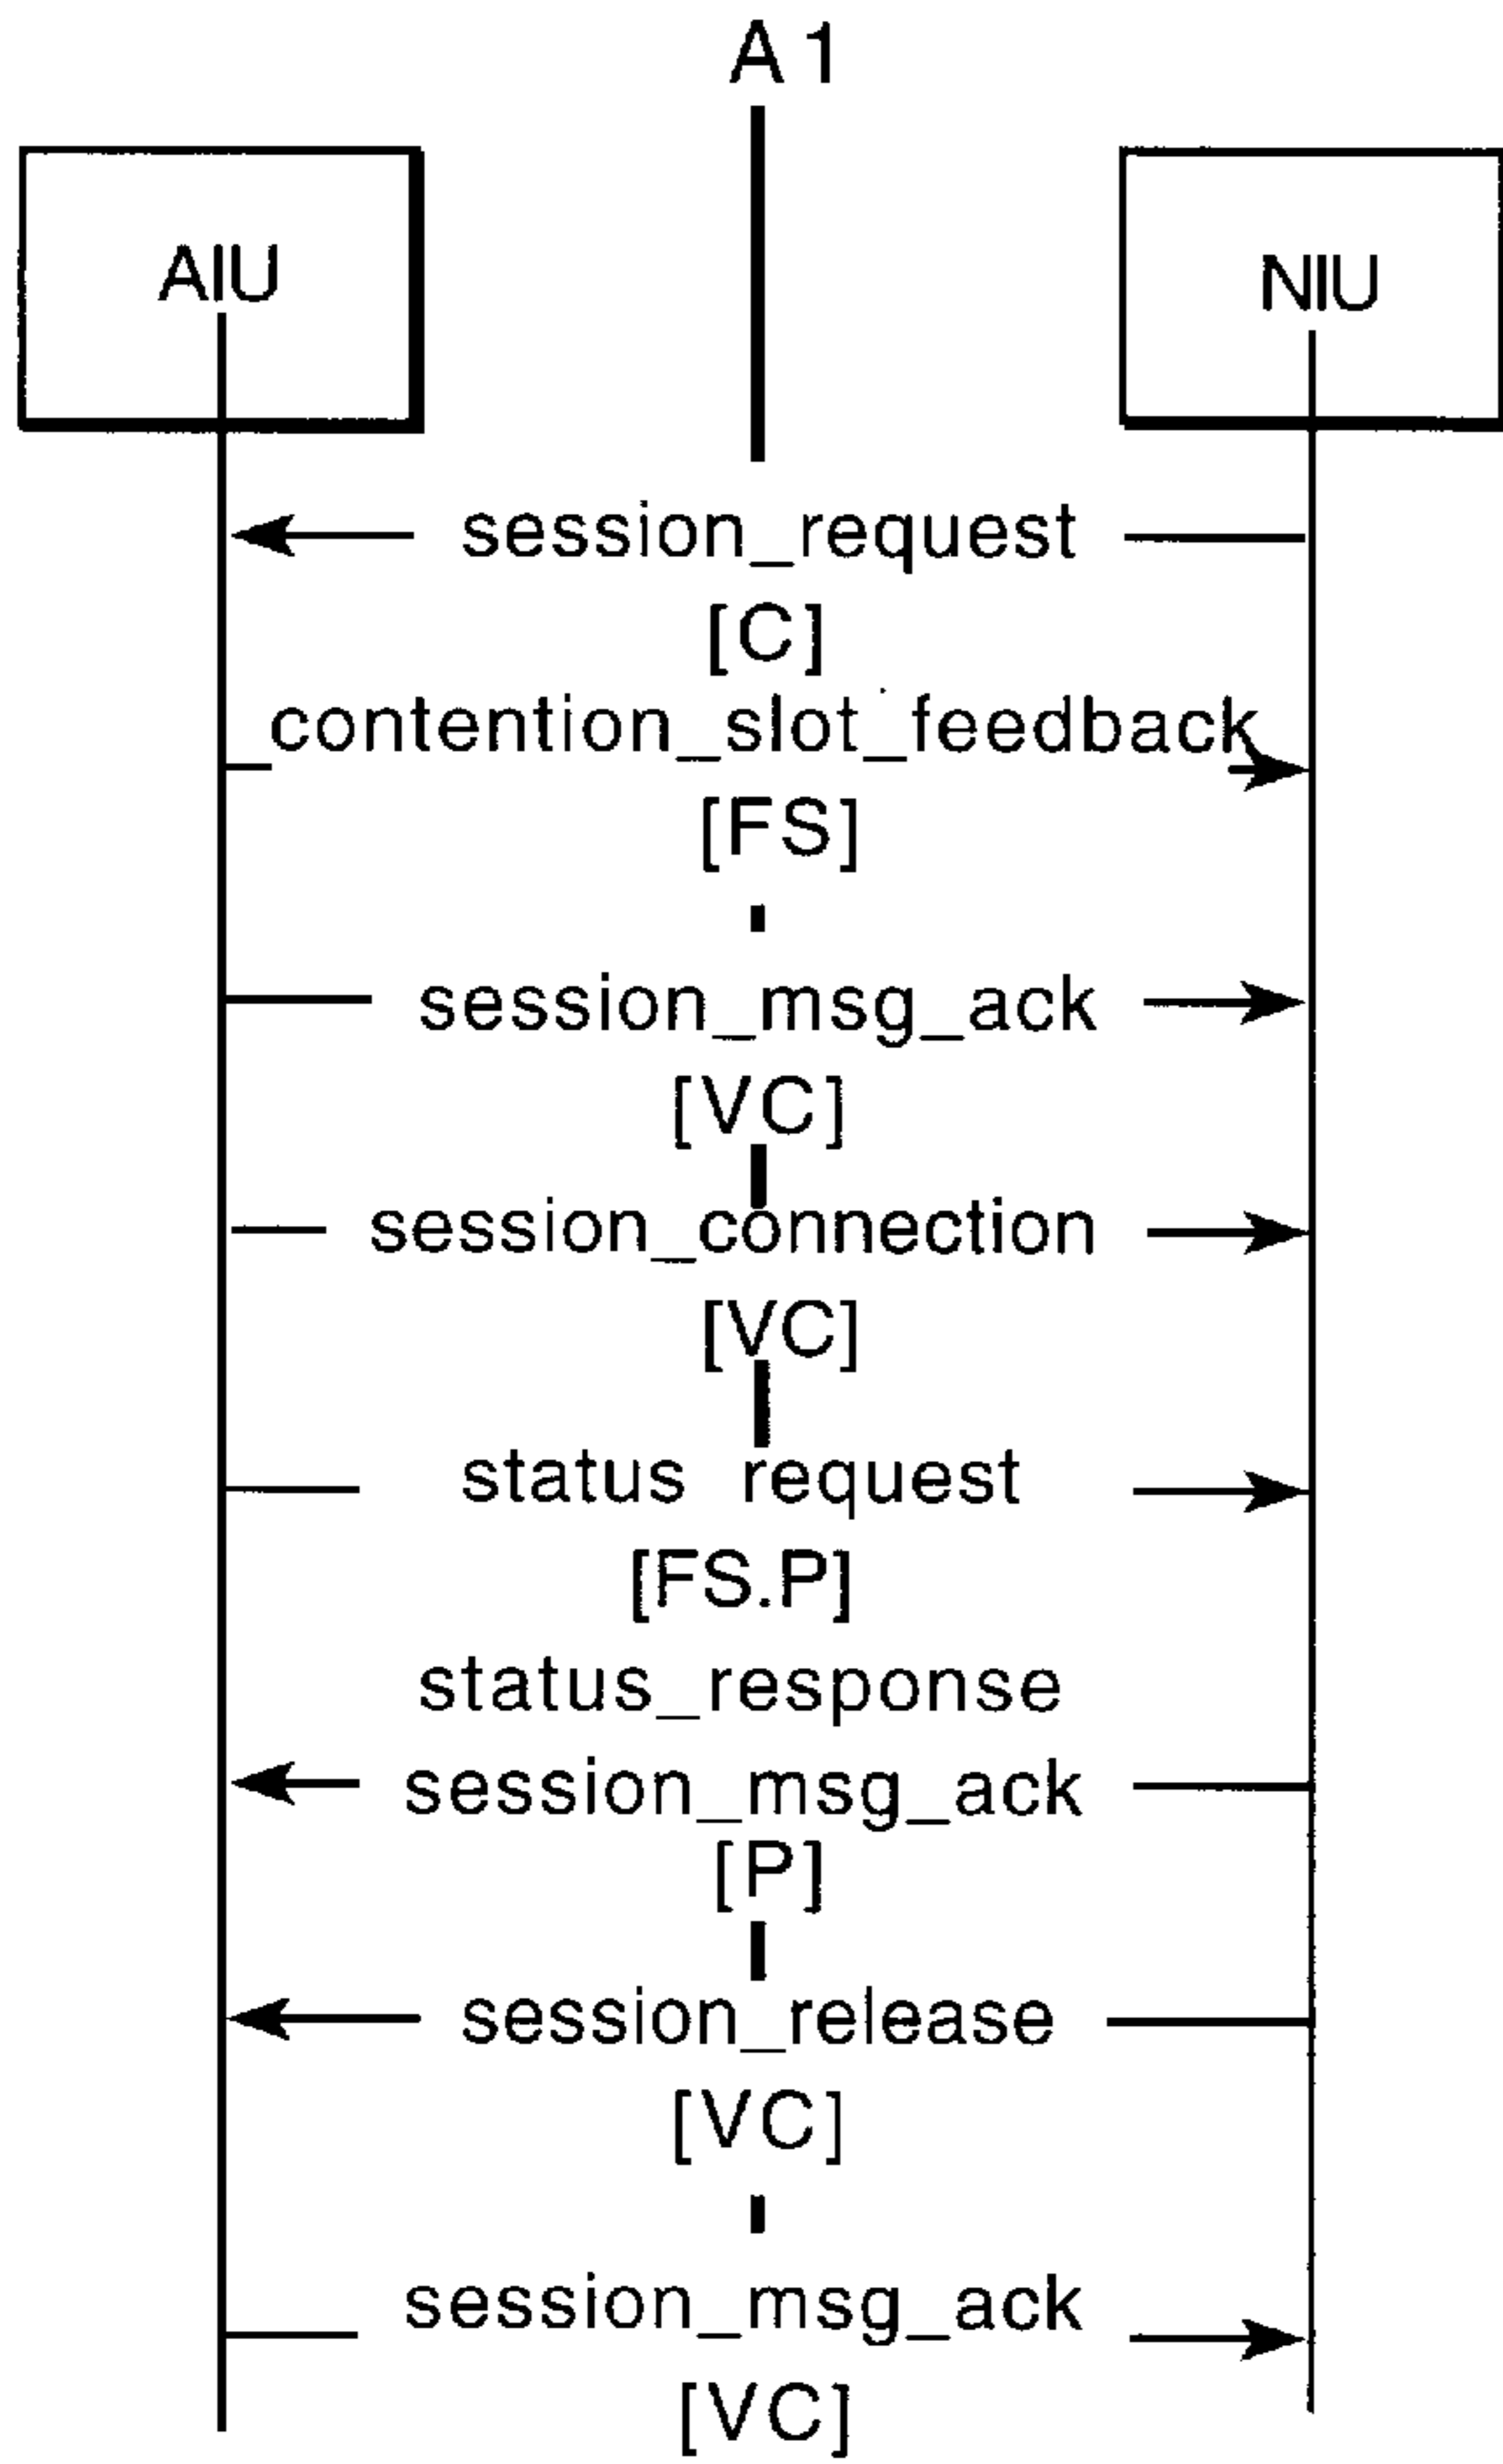 A1
AIU
NIU
session_request
[C]
contention_slot_feedback
[FS]
session_msg_ack
[VC]
session_connection
[VC]
status request
[FS.P]
status_response
session_msg_ack
[P]
session_release
[VC]
session_msg_ack
[VC]